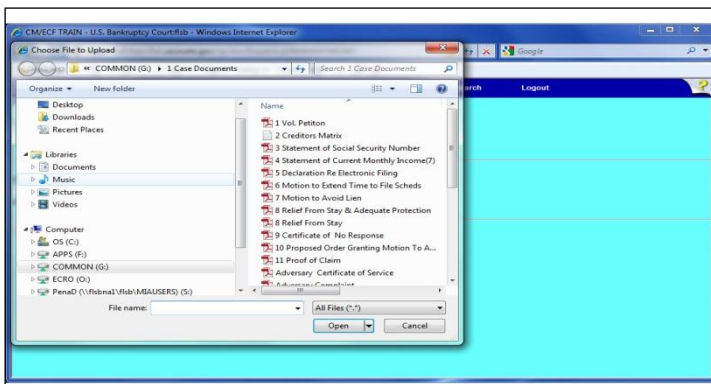 CM/ECF TRAIN - U.S. Bankruptcy Court:flsb - Windows Internet Explorer
Choose File to Upload
Google
« COMMON (G:) ▸ 1 Case Documents
Search 1 Case Documents
Organize
New folder
arch
Logout
Desktop
Downloads
Recent Places
Libraries
Documents
Music
Pictures
Videos
Computer
OS (C:)
APPS (F:)
COMMON (G:)
ECRO (O:)
PenaD (\\flsbna1\flsb\MIAUSERS) (S:)
Name
1 Vol. Petiton
2 Creditors Matrix
3 Statement of Social Security Number
4 Statement of Current Monthly Income(7)
5 Declaration Re Electronic Filing
6 Motion to Extend Time to File Scheds
7 Motion to Avoid Lien
8 Relief From Stay & Adequate Protection
8 Relief From Stay
9 Certificate of No Response
10 Proposed Order Granting Motion To A...
11 Proof of Claim
Adversary Certificate of Service
Adversary Complaint
File name:
All Files (*.*)
Open
Cancel